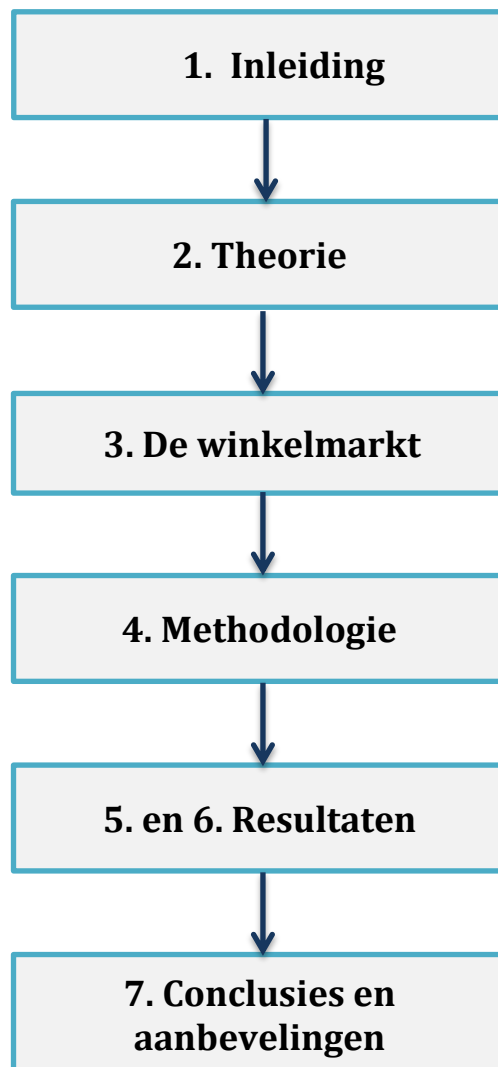 1. Inleiding
2. Theorie
3. De winkelmarkt
4. Methodologie
5. en 6. Resultaten
7. Conclusies en
aanbevelingen